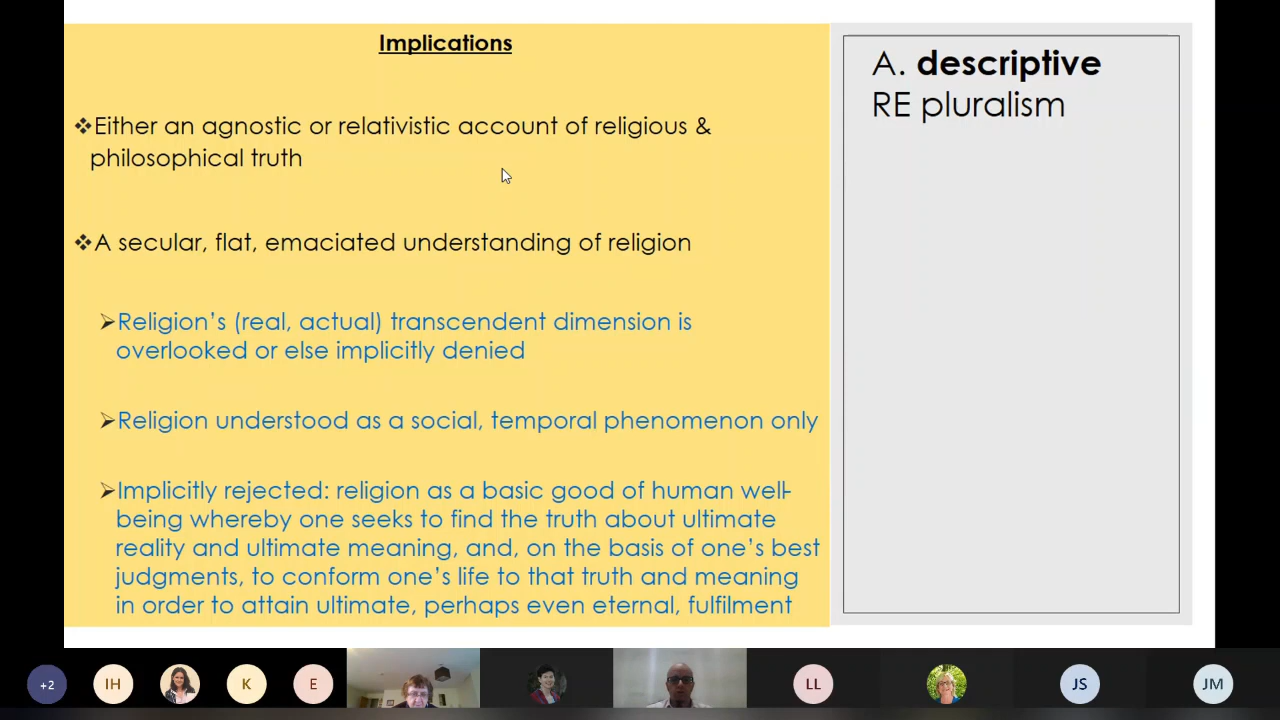 Implications
❖Either an agnostic or relativistic account of religious &
philosophical truth
❖A secular, flat, emaciated understanding of religion
➢Religion's (real, actual) transcendent dimension is
overlooked or else implicitly denied
➢Religion understood as a social, temporal phenomenon only
➢Implicitly rejected: religion as a basic good of human well-
being whereby one seeks to find the truth about ultimate
reality and ultimate meaning, and, on the basis of one's best
judgments, to conform one's life to that truth and meaning
in order to attain ultimate, perhaps even eternal, fulfilment
A. descriptive
RE pluralism
+2
IH
K
E
LL
JS
JM